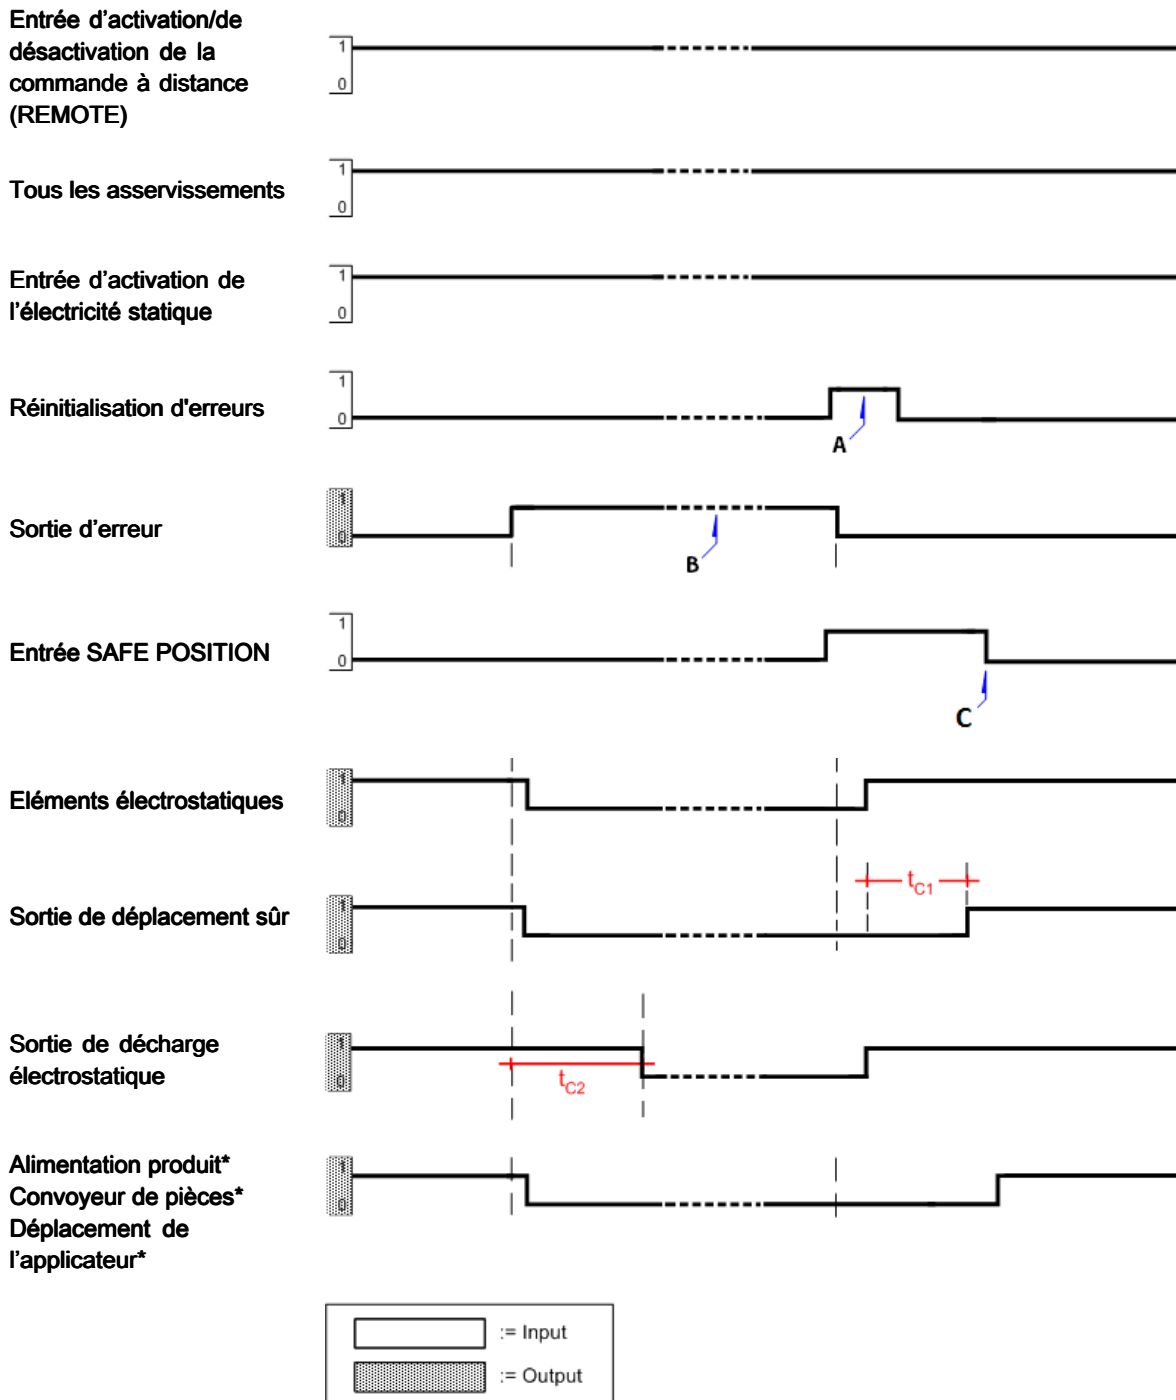 Entrée d'activation/de
désactivation de la
commande à distance
(REMOTE)
1
0
Tous les asservissements
1
0
Entrée d'activation de
l'électricité statique
1
0
Réinitialisation d'erreurs
1
0
A
Sortie d'erreur
1
0
B
Entrée SAFE POSITION
1
0
C
Eléments électrostatiques
1
0
Sortie de déplacement sûr
1
0
tC1
Sortie de décharge
électrostatique
1
0
tC2
Alimentation produit*
Convoyeur de pièces*
Déplacement de
l'applicateur*
1
0
:= Input
:= Output